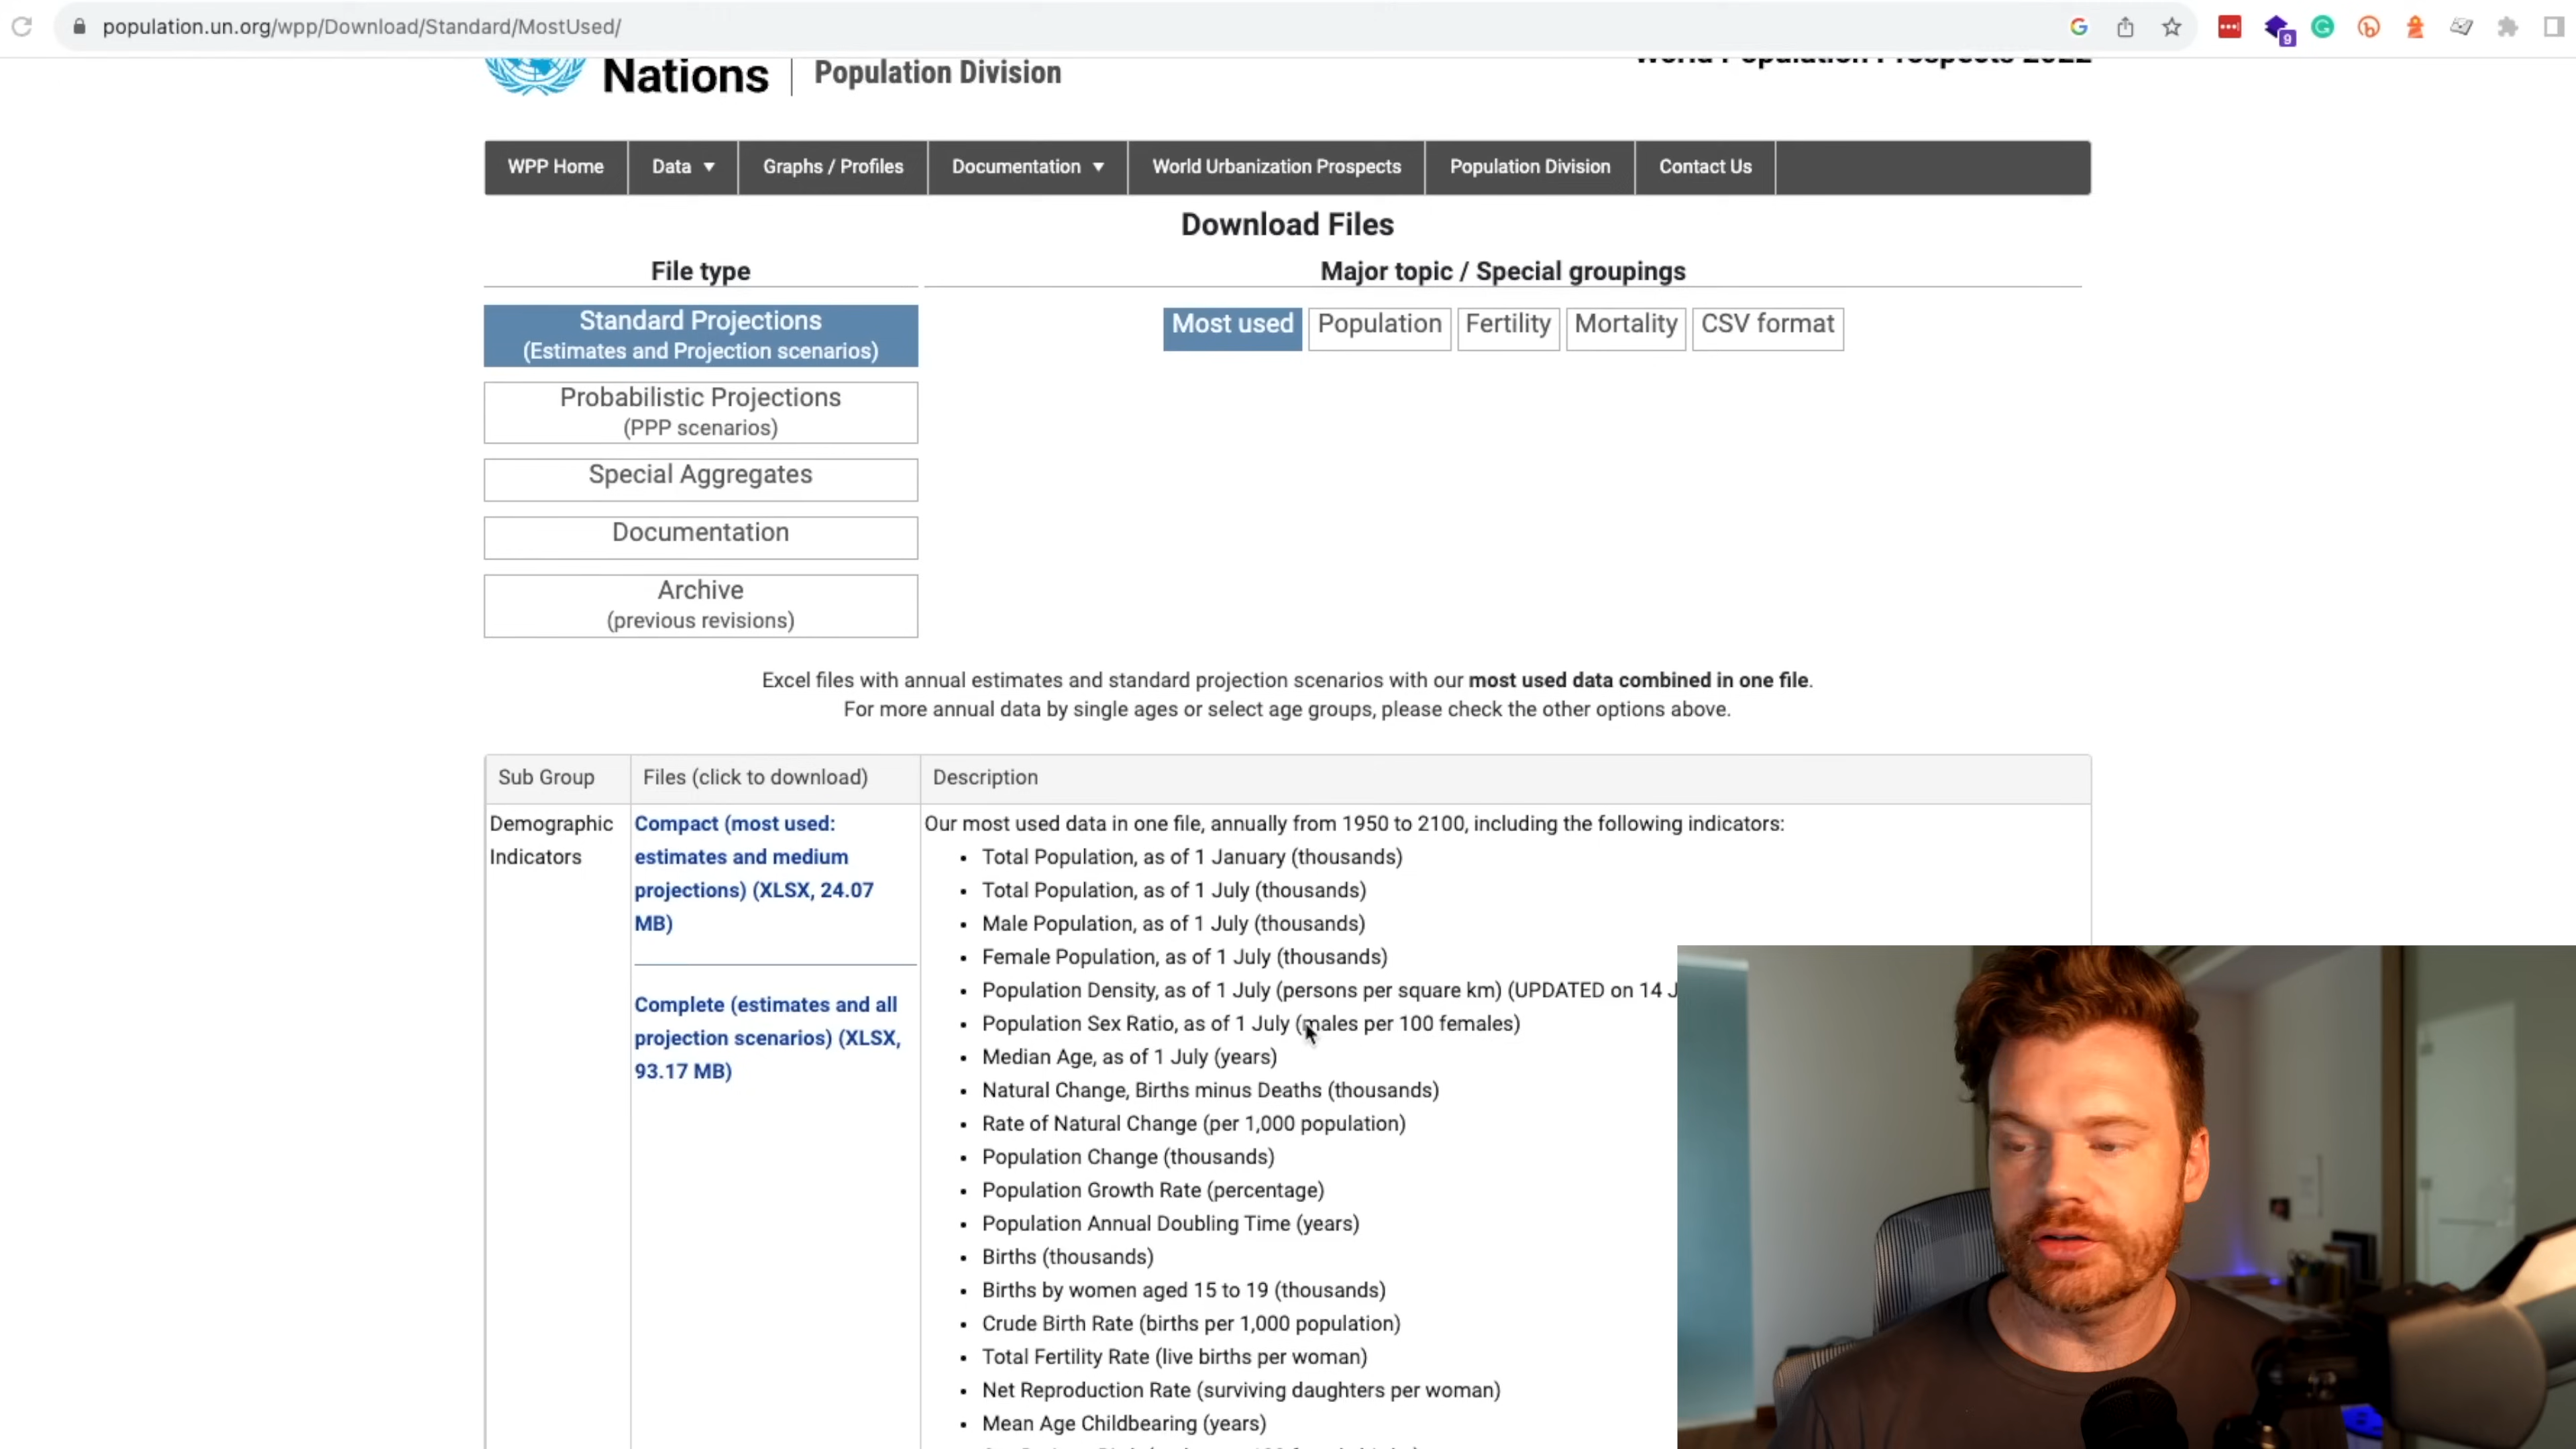 population.un.org/wpp/Download/Standard/MostUsed/
9
Nations | Population Division
World Population Prospects 2022
WPP Home
Data ▼
Graphs / Profiles
Documentation ▼
World Urbanization Prospects
Population Division
Contact Us
Download Files
File type
Major topic / Special groupings
Standard Projections
(Estimates and Projection scenarios)
Most used
Population
Fertility
Mortality
CSV format
Probabilistic Projections
(PPP scenarios)
Special Aggregates
Documentation
Archive
(previous revisions)
Excel files with annual estimates and standard projection scenarios with our most used data combined in one file.
For more annual data by single ages or select age groups, please check the other options above.
Sub Group
Files (click to download)
Description
Demographic
Indicators
Compact (most used:
estimates and medium
projections) (XLSX, 24.07
MB)
Complete (estimates and all
projection scenarios) (XLSX,
93.17 MB)
Our most used data in one file, annually from 1950 to 2100, including the following indicators:
• Total Population, as of 1 January (thousands)
• Total Population, as of 1 July (thousands)
• Male Population, as of 1 July (thousands)
• Female Population, as of 1 July (thousands)
• Population Density, as of 1 July (persons per square km) (UPDATED on 14 J
• Population Sex Ratio, as of 1 July (males per 100 females)
• Median Age, as of 1 July (years)
• Natural Change, Births minus Deaths (thousands)
• Rate of Natural Change (per 1,000 population)
• Population Change (thousands)
• Population Growth Rate (percentage)
• Population Annual Doubling Time (years)
• Births (thousands)
• Births by women aged 15 to 19 (thousands)
• Crude Birth Rate (births per 1,000 population)
• Total Fertility Rate (live births per woman)
• Net Reproduction Rate (surviving daughters per woman)
• Mean Age Childbearing (years)